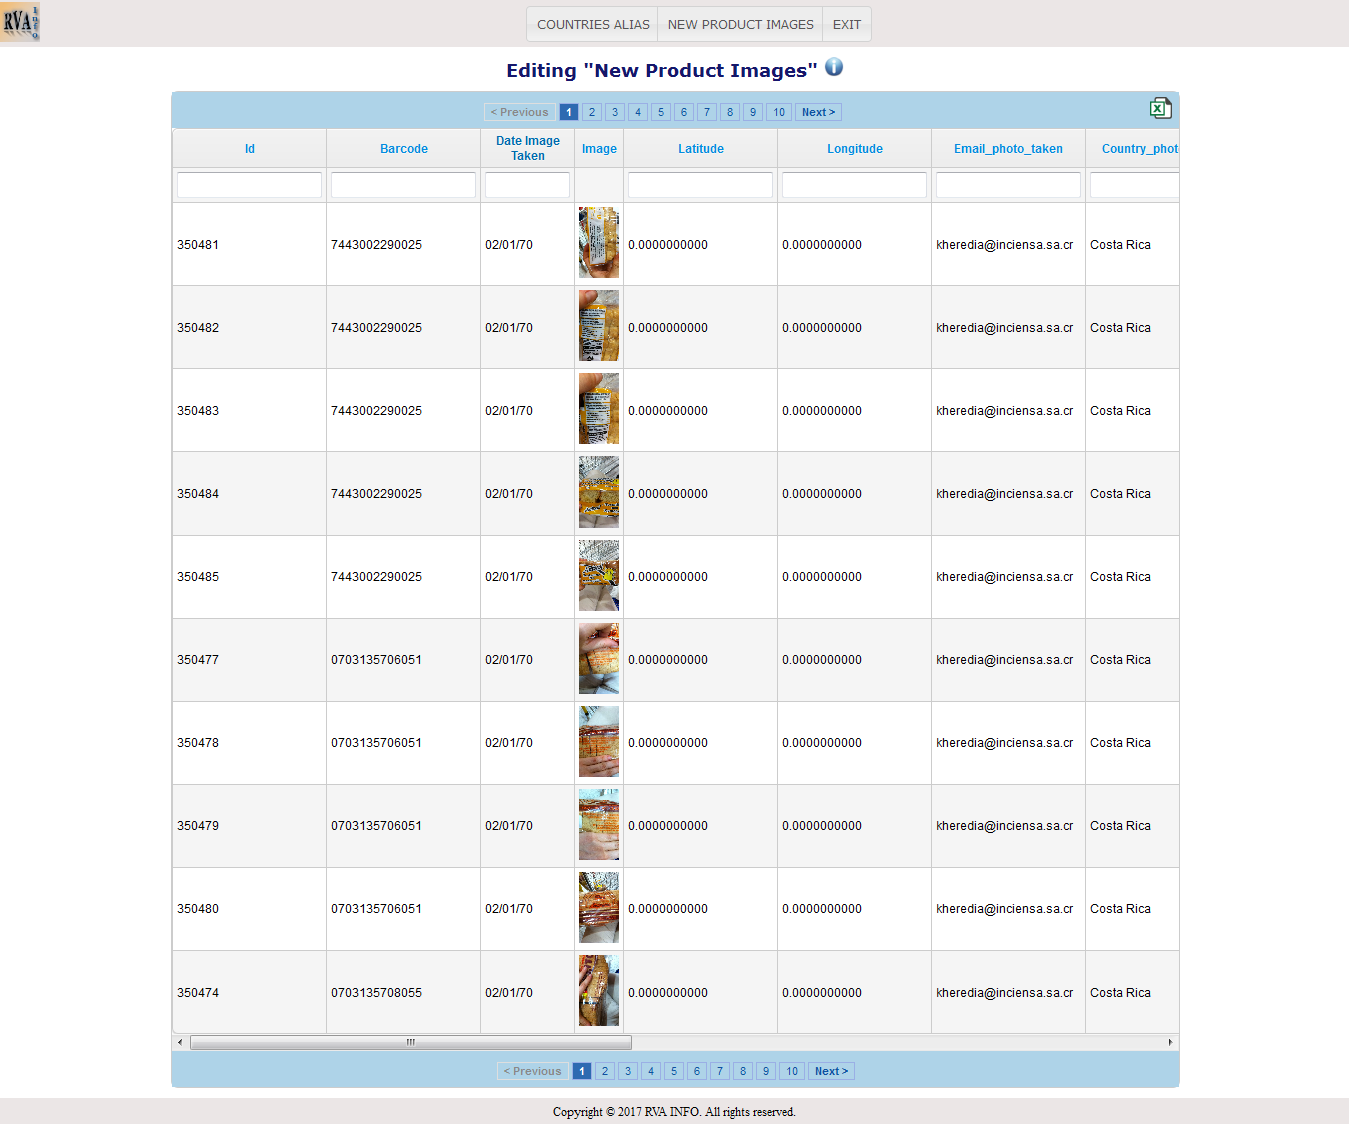 RVA Info
COUNTRIES ALIAS NEW PRODUCT IMAGES EXIT
Editing "New Product Images"
< Previous 1 2 3 4 5 6 7 8 9 10 Next >
Id Barcode Date Image Taken Image Latitude Longitude Email_photo_taken Country_phot
350481 7443002290025 02/01/70 0.0000000000 0.0000000000 kheredia@inciensa.sa.cr Costa Rica
350482 7443002290025 02/01/70 0.0000000000 0.0000000000 kheredia@inciensa.sa.cr Costa Rica
350483 7443002290025 02/01/70 0.0000000000 0.0000000000 kheredia@inciensa.sa.cr Costa Rica
350484 7443002290025 02/01/70 0.0000000000 0.0000000000 kheredia@inciensa.sa.cr Costa Rica
350485 7443002290025 02/01/70 0.0000000000 0.0000000000 kheredia@inciensa.sa.cr Costa Rica
350477 0703135706051 02/01/70 0.0000000000 0.0000000000 kheredia@inciensa.sa.cr Costa Rica
350478 0703135706051 02/01/70 0.0000000000 0.0000000000 kheredia@inciensa.sa.cr Costa Rica
350479 0703135706051 02/01/70 0.0000000000 0.0000000000 kheredia@inciensa.sa.cr Costa Rica
350480 0703135706051 02/01/70 0.0000000000 0.0000000000 kheredia@inciensa.sa.cr Costa Rica
350474 0703135708055 02/01/70 0.0000000000 0.0000000000 kheredia@inciensa.sa.cr Costa Rica
< Previous 1 2 3 4 5 6 7 8 9 10 Next >
Copyright © 2017 RVA INFO. All rights reserved.